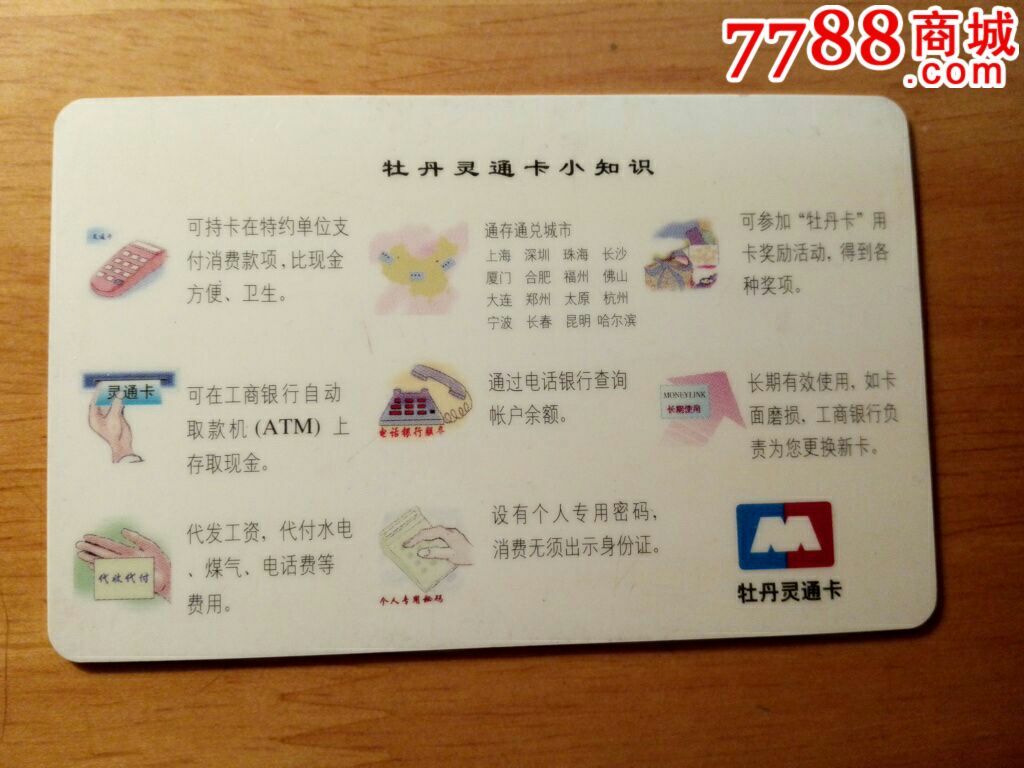 7788商城
.com
牡丹灵通卡小知识
灵通卡
可持卡在特约单位支
付消费款项，比现金
方便、卫生。
通存通兑城市
上海 深圳 珠海 长沙
厦门 合肥 福州 佛山
大连 郑州 太原 杭州
宁波 长春 昆明 哈尔滨
可参加“牡丹卡”用
卡奖励活动，得到各
种奖项。
灵通卡
可在工商银行自动
取款机(ATM) 上
存取现金。
电话银行服务
通过电话银行查询
帐户余额。
MONEYLINK
长期使用
长期有效使用，如卡
面磨损，工商银行负
责为您更换新卡。
代收代付
代发工资，代付水电
、煤气、电话费等
费用。
个人专用秘码
设有个人专用密码，
消费无须出示身份证。
牡丹灵通卡